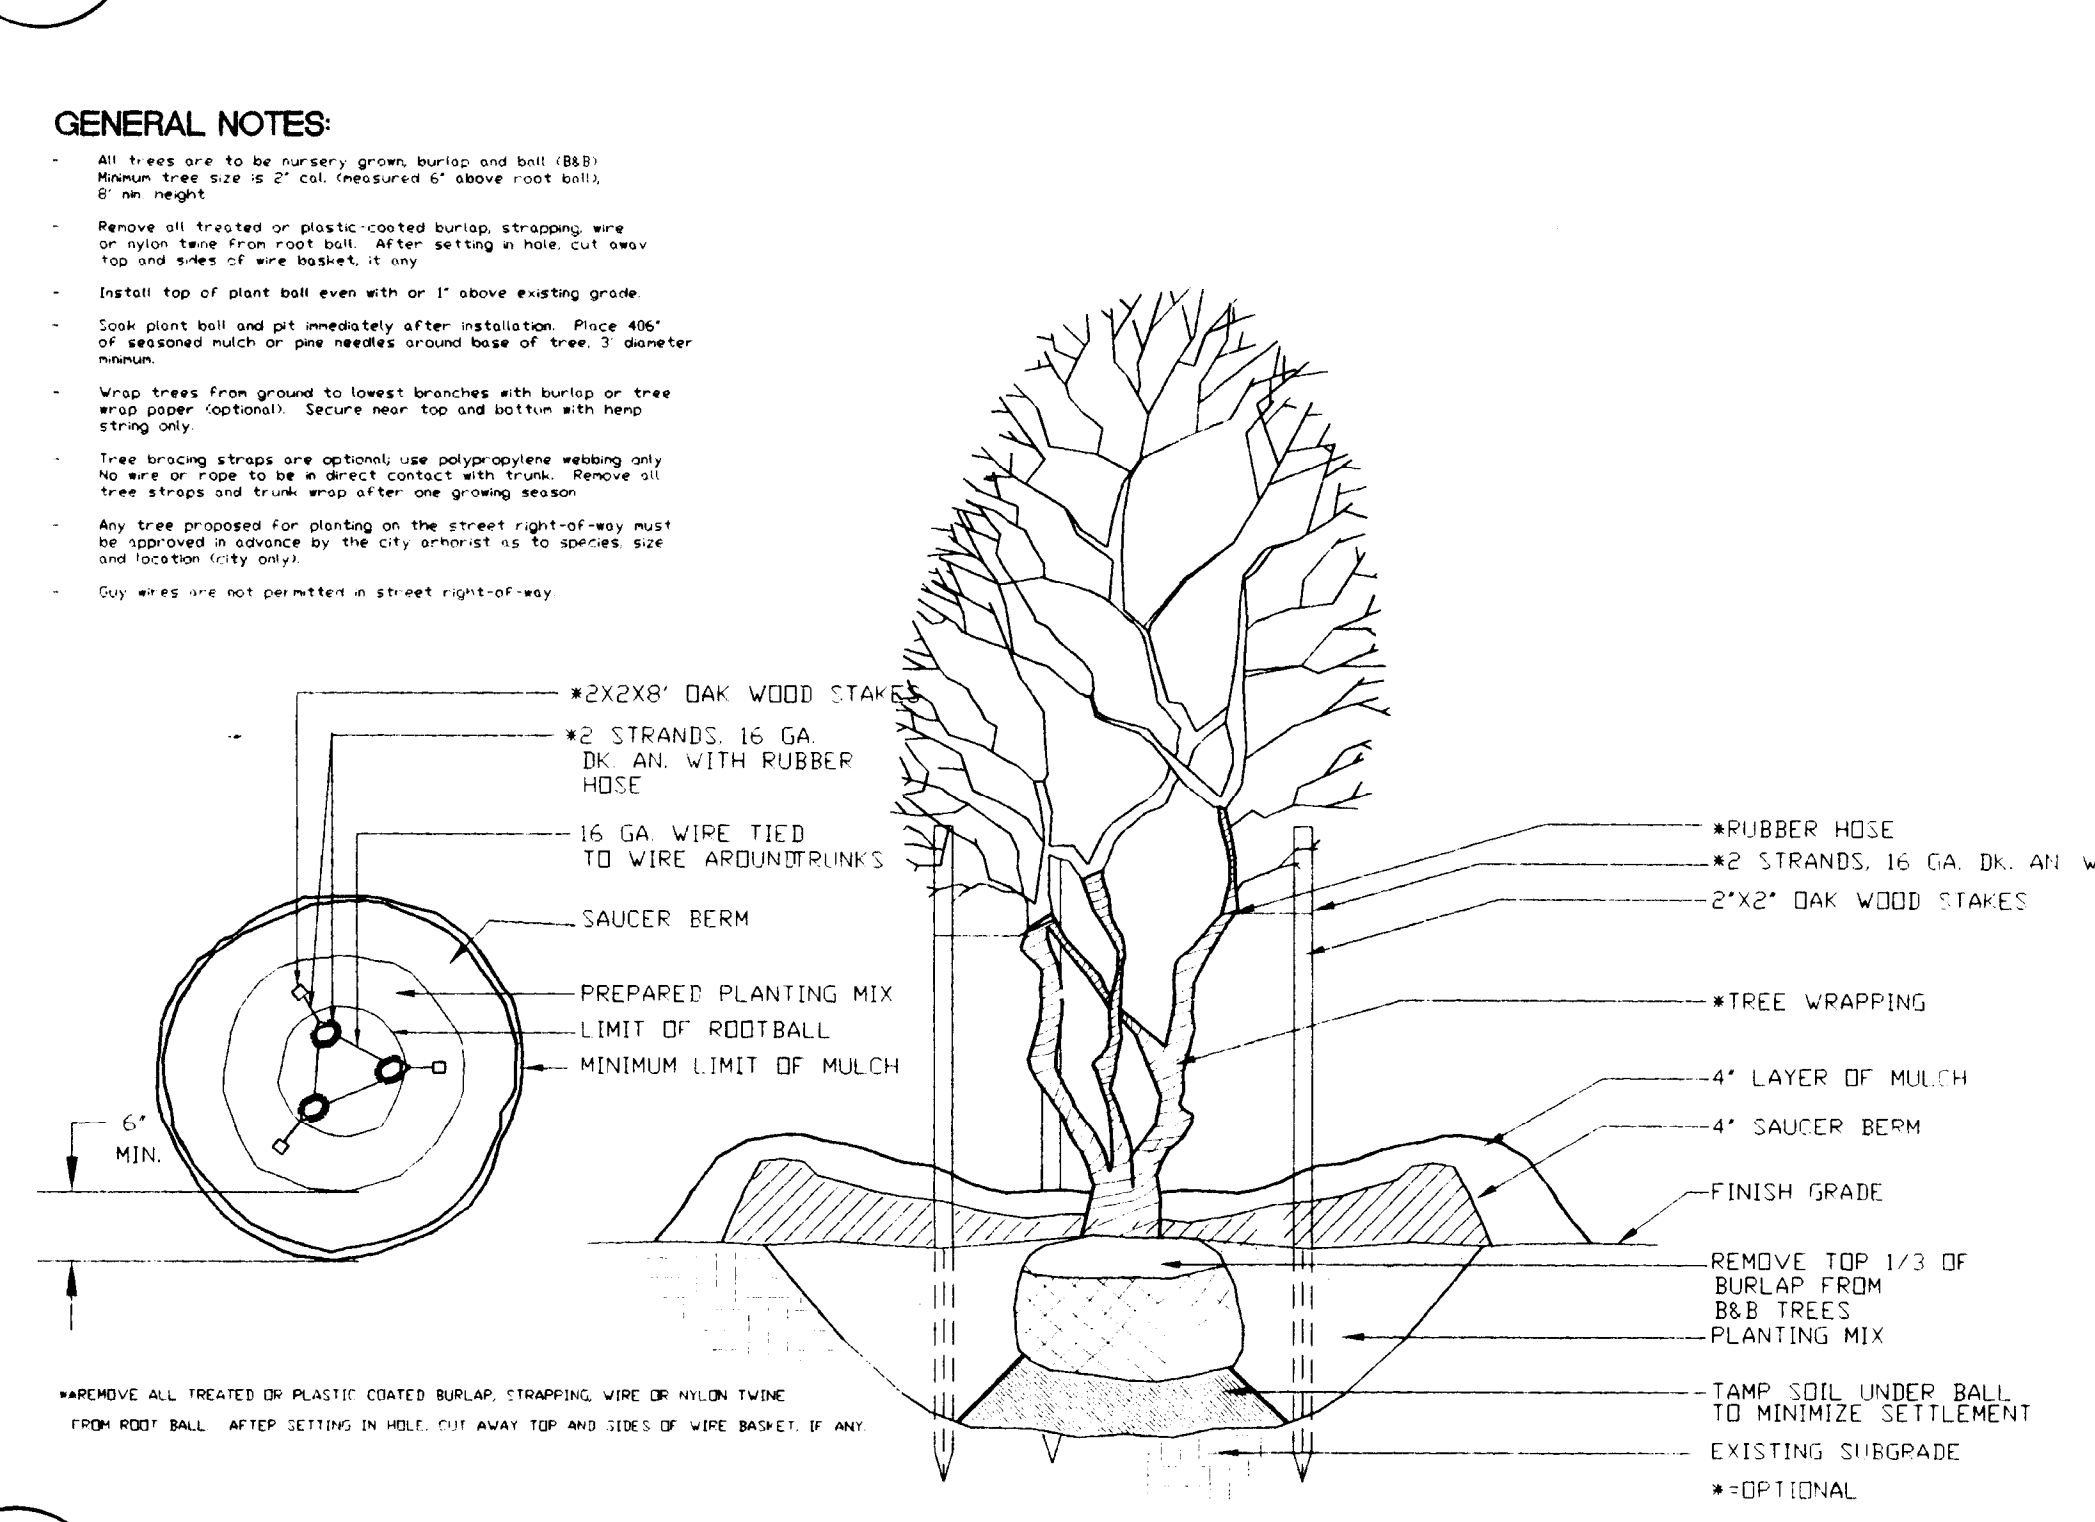 GENERAL NOTES:
- All trees are to be nursery grown, burlap and ball (B&B)
Minimum tree size is 2" cal. (measured 6" above root ball),
8' min. height
- Remove all treated or plastic-coated burlap, strapping, wire
or nylon twine from root ball. After setting in hole, cut away
top and sides of wire basket, if any
- Install top of plant ball even with or 1" above existing grade.
- Soak plant ball and pit immediately after installation. Place 406"
of seasoned mulch or pine needles around base of tree, 3' diameter
minimum.
- Wrap trees from ground to lowest branches with burlap or tree
wrap paper (optional). Secure near top and bottom with hemp
string only.
- Tree bracing straps are optional; use polypropylene webbing only
No wire or rope to be in direct contact with trunk. Remove all
tree straps and trunk wrap after one growing season
- Any tree proposed for planting on the street right-of-way must
be approved in advance by the city arborist as to species, size
and location (city only).
- Guy wires are not permitted in street right-of-way.
*2X2X8' OAK WOOD STAKES
*2 STRANDS, 16 GA.
DK. AN. WITH RUBBER
HOSE
16 GA. WIRE TIED
TO WIRE AROUNDTRUNKS
SAUCER BERM
PREPARED PLANTING MIX
LIMIT OF ROOTBALL
MINIMUM LIMIT OF MULCH
6"
MIN.
*RUBBER HOSE
*2 STRANDS, 16 GA. DK. AN W
2"X2" OAK WOOD STAKES
*TREE WRAPPING
4" LAYER OF MULCH
4" SAUCER BERM
FINISH GRADE
REMOVE TOP 1/3 OF
BURLAP FROM
B&B TREES
PLANTING MIX
TAMP SOIL UNDER BALL
TO MINIMIZE SETTLEMENT
EXISTING SUBGRADE
*=OPTIONAL
**REMOVE ALL TREATED OR PLASTIC COATED BURLAP, STRAPPING, WIRE OR NYLON TWINE
FROM ROOT BALL. AFTER SETTING IN HOLE, CUT AWAY TOP AND SIDES OF WIRE BASKET, IF ANY.